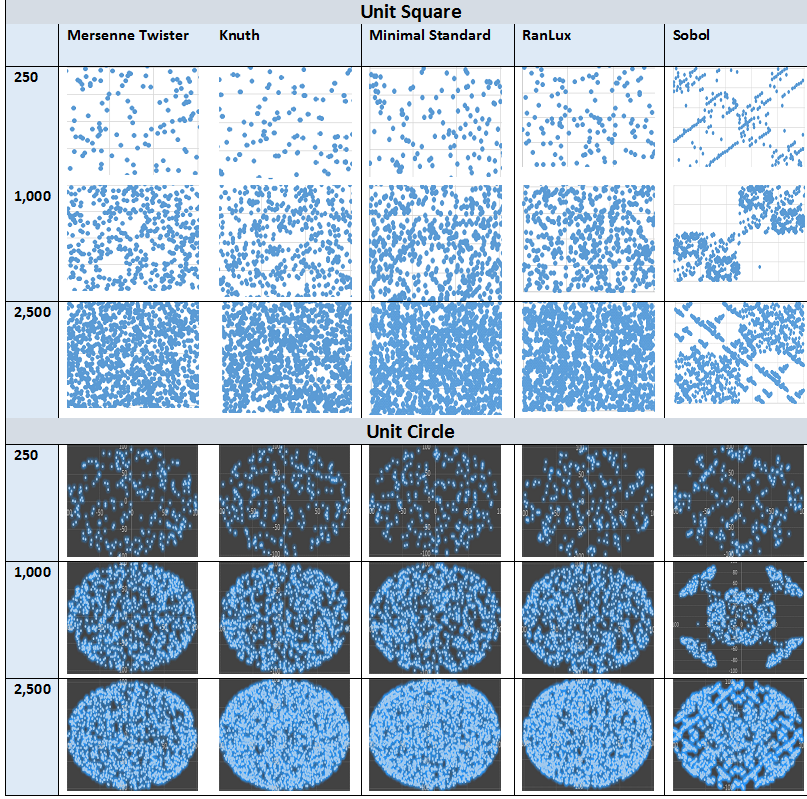 Unit Square
Mersenne Twister Knuth Minimal Standard RanLux Sobol
250
1,000
2,500
Unit Circle
250
1,000
2,500